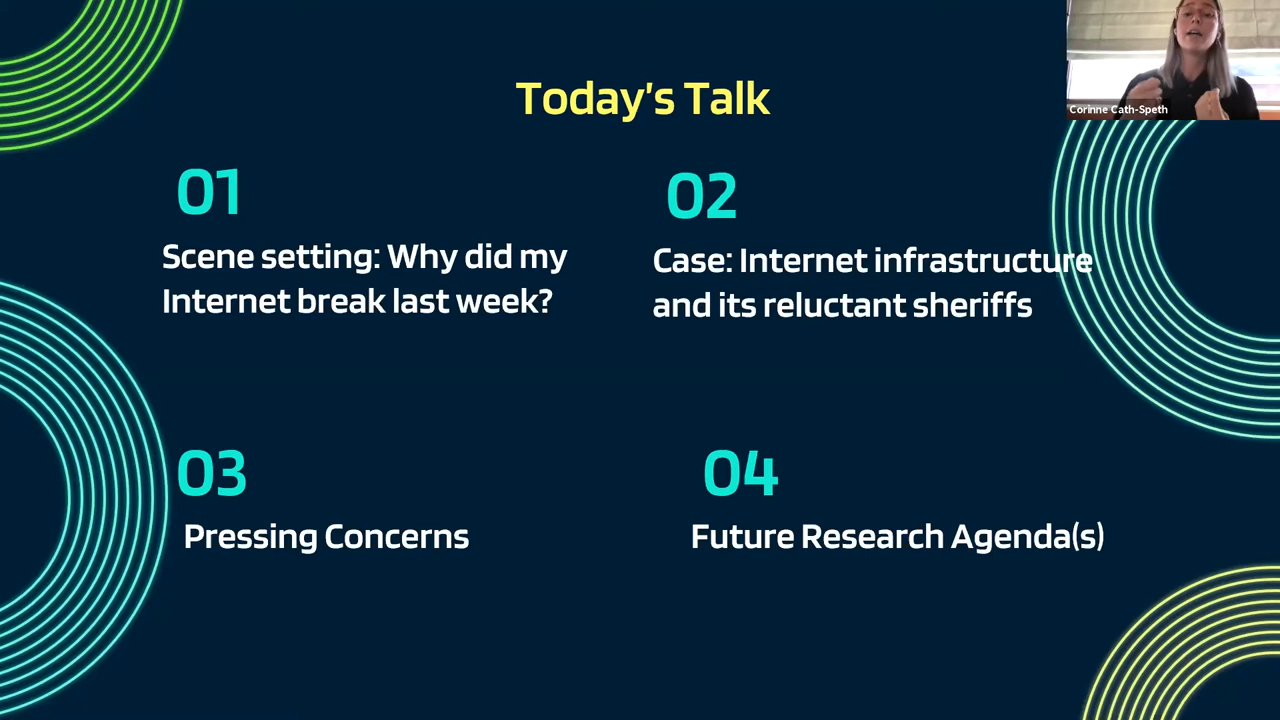 Today's Talk
Corinne Cath-Speth
01
Scene setting: Why did my
Internet break last week?
02
Case: Internet infrastructure
and its reluctant sheriffs
03
Pressing Concerns
04
Future Research Agenda(s)